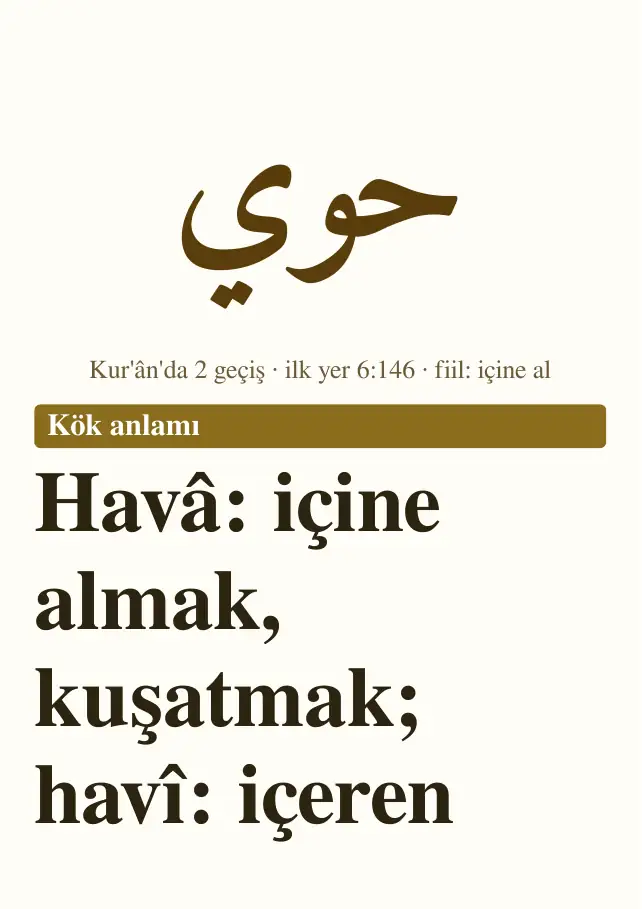 حوي
Kur'ân'da 2 geçiş · ilk yer 6:146 · fiil: içine al
Kök anlamı
Havâ: içine
almak,
kuşatmak;
havî: içeren